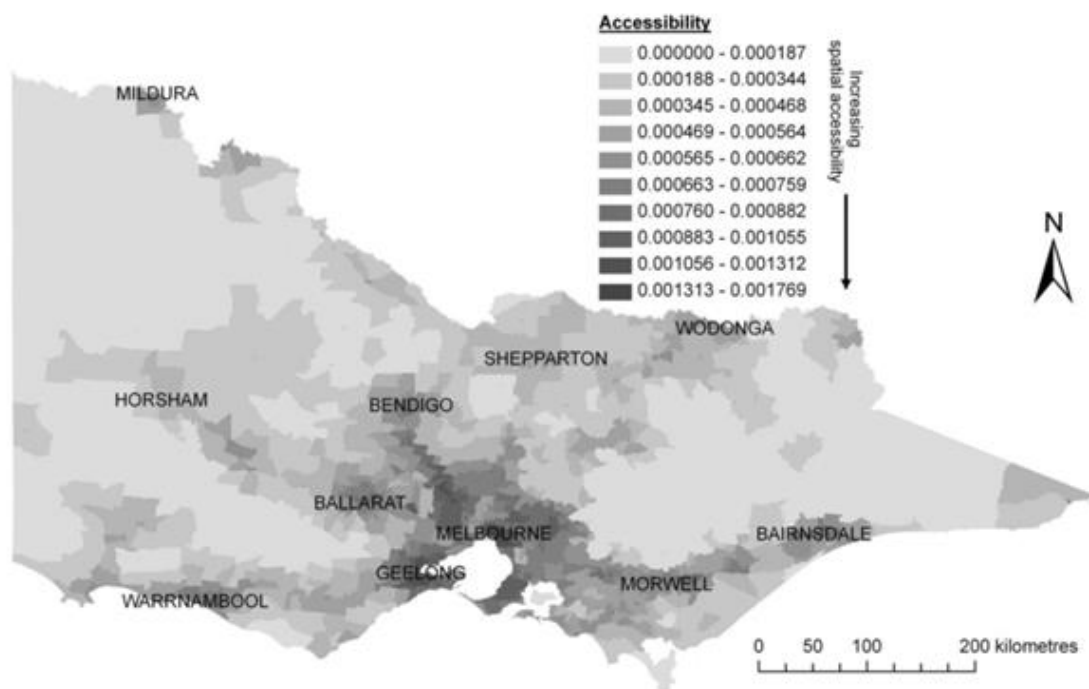 Accessibility
0.000000 - 0.000187
0.000188 - 0.000344
0.000345 - 0.000468
0.000469 - 0.000564
0.000565 - 0.000662
0.000663 - 0.000759
0.000760 - 0.000882
0.000883 - 0.001055
0.001056 - 0.001312
0.001313 - 0.001769
Increasing
spatial accessibility
N
MILDURA
WODONGA
SHEPPARTON
HORSHAM
BENDIGO
BALLARAT
MELBOURNE
BAIRNSDALE
GEELONG
MORWELL
WARRNAMBOOL
0 50 100 200 kilometres